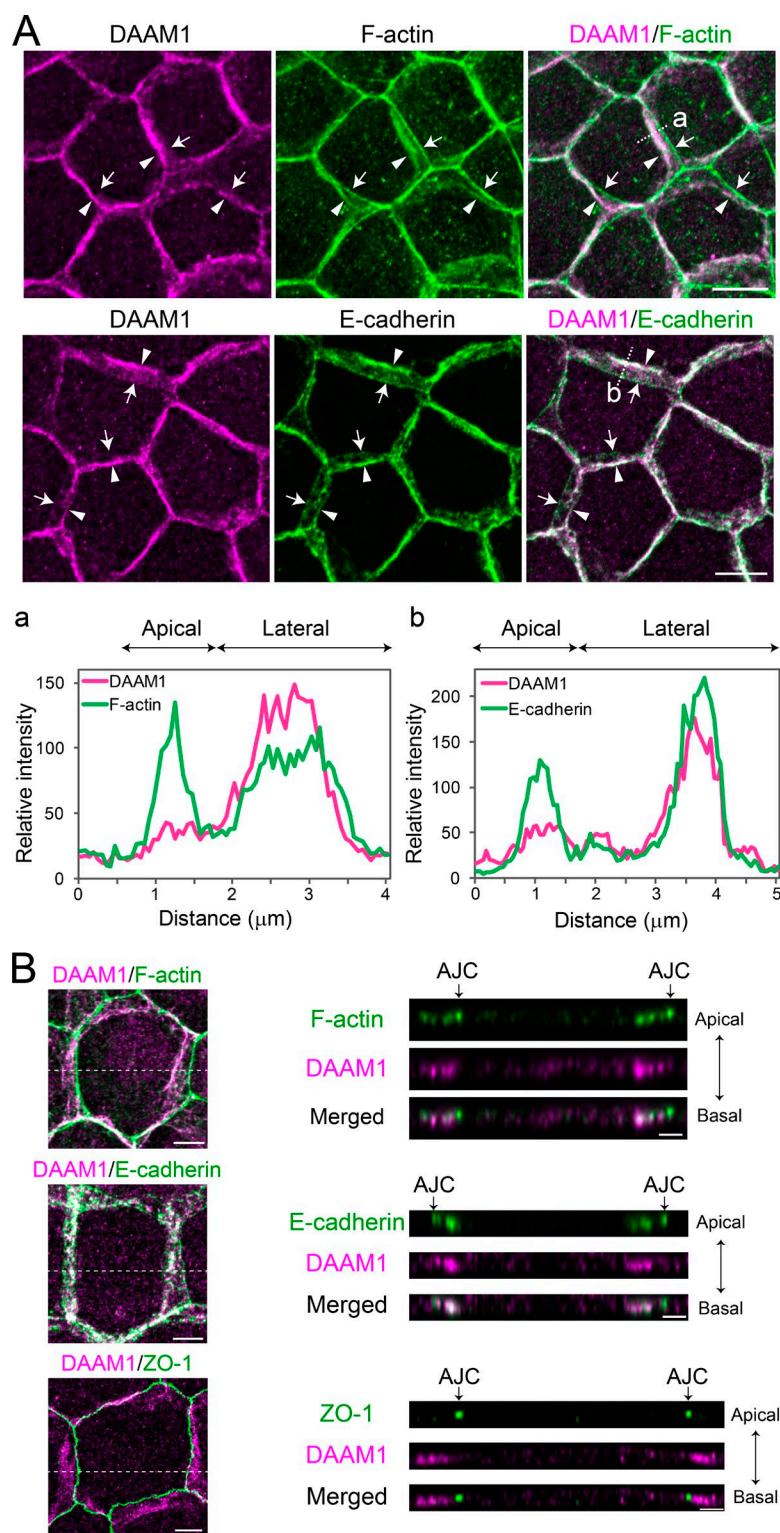 A
DAAM1 F-actin DAAM1/F-actin
a
DAAM1 E-cadherin DAAM1/E-cadherin
b
a
Apical Lateral
150
100
50
0
DAAM1
F-actin
Relative intensity
0 1 2 3 4
Distance (μm)
b
Apical Lateral
200
150
100
50
0
DAAM1
E-cadherin
Relative intensity
0 1 2 3 4 5
Distance (μm)
B
DAAM1/F-actin
AJC AJC
F-actin Apical
DAAM1
Merged Basal
DAAM1/E-cadherin
AJC AJC
E-cadherin Apical
DAAM1
Merged Basal
DAAM1/ZO-1
AJC AJC
ZO-1 Apical
DAAM1
Merged Basal